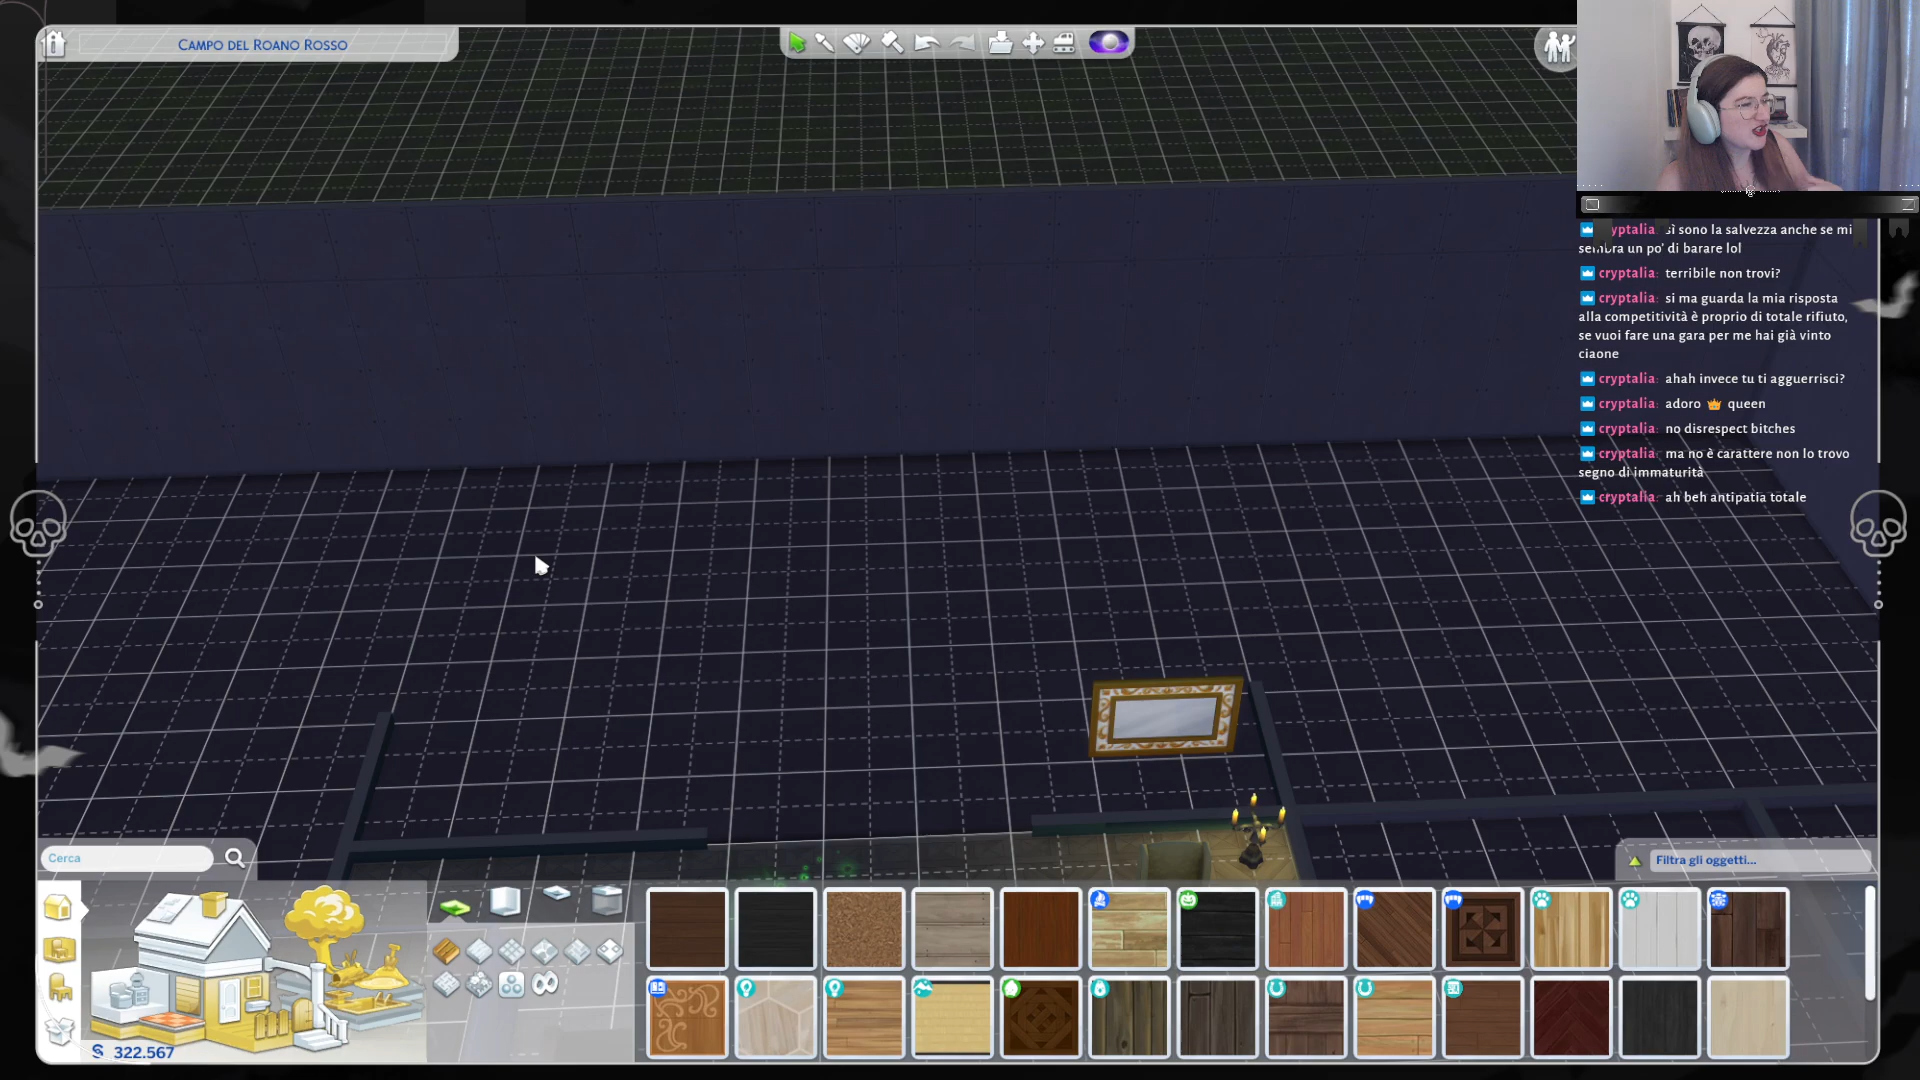 CAMPO DEL ROANO ROSSO
yptalia: sì sono la salvezza anche se mi
sembra un po' di barare lol
cryptalia: terribile non trovi?
cryptalia: si ma guarda la mia risposta
alla competitività è proprio di totale rifiuto,
se vuoi fare una gara per me hai già vinto
ciaone
cryptalia: ahah invece tu ti agguerrisci?
cryptalia: adoro 👑 queen
cryptalia: no disrespect bitches
cryptalia: ma no è carattere non lo trovo
segno di immaturità
cryptalia: ah beh antipatia totale
Cerca
Filtra gli oggetti...
322.567